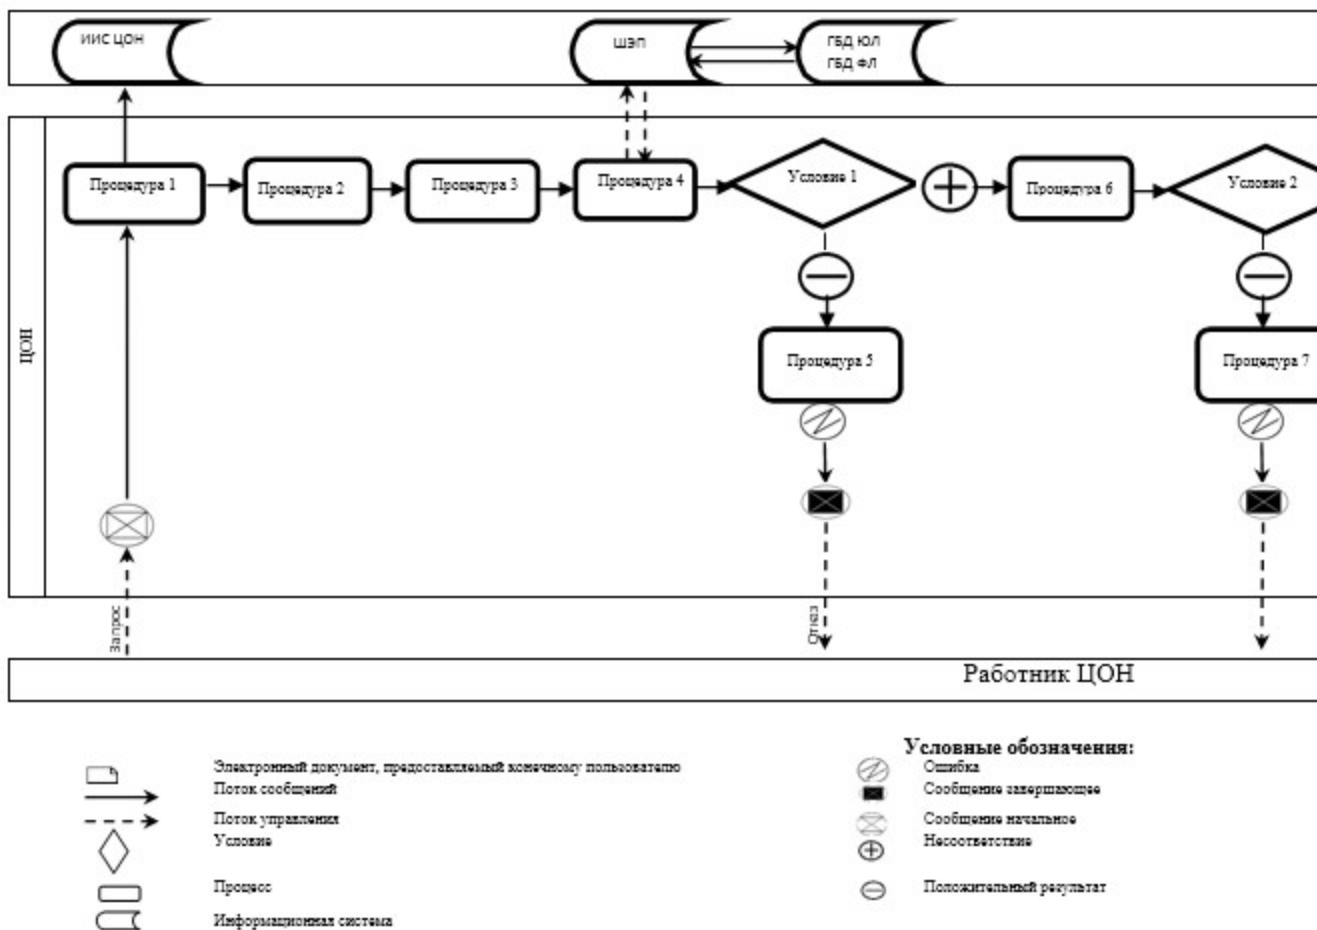 ИИС ЦОН
ШЭП
ГБД ЮЛ
ГБД ФЛ
Процедура 1
Процедура 2
Процедура 3
Процедура 4
Условие 1
Процедура 6
Условие 2
ЦОН
Процедура 5
Процедура 7
Запрос
Отказ
Работник ЦОН
Условные обозначения:
Электронный документ, предоставляемый конечному пользователю
Поток сообщений
Поток управления
Условие
Процесс
Информационная система
Ошибка
Сообщение завершающее
Сообщение начальное
Несоответствие
Положительный результат